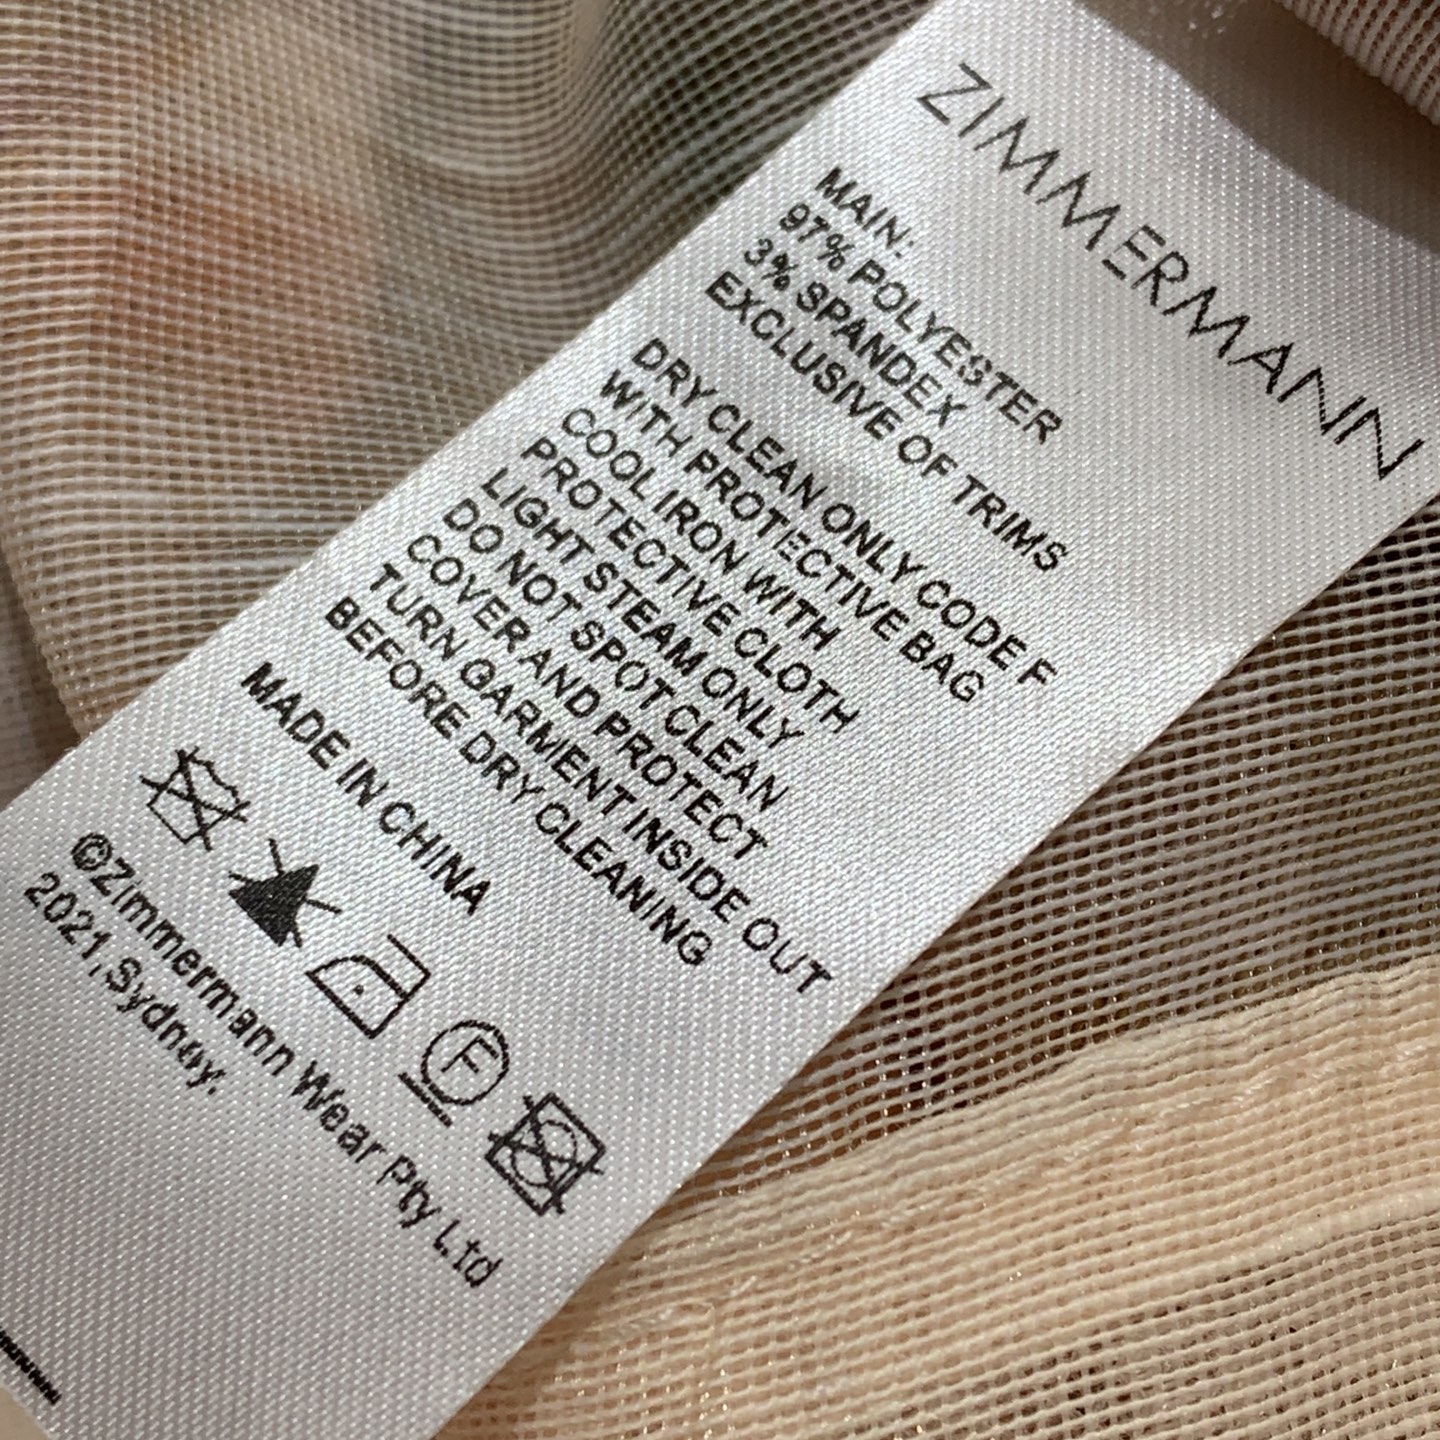 ZIMMERMANN
MAIN:
97% POLYESTER
3% SPANDEX
EXCLUSIVE OF TRIMS
DRY CLEAN ONLY CODE F
WITH PROTECTIVE BAG
COOL IRON WITH
PROTECTIVE CLOTH
LIGHT STEAM ONLY
DO NOT SPOT CLEAN
COVER AND PROTECT
TURN GARMENT INSIDE OUT
BEFORE DRY CLEANING
MADE IN CHINA
F
©Zimmermann Wear Pty Ltd
2021,Sydney.